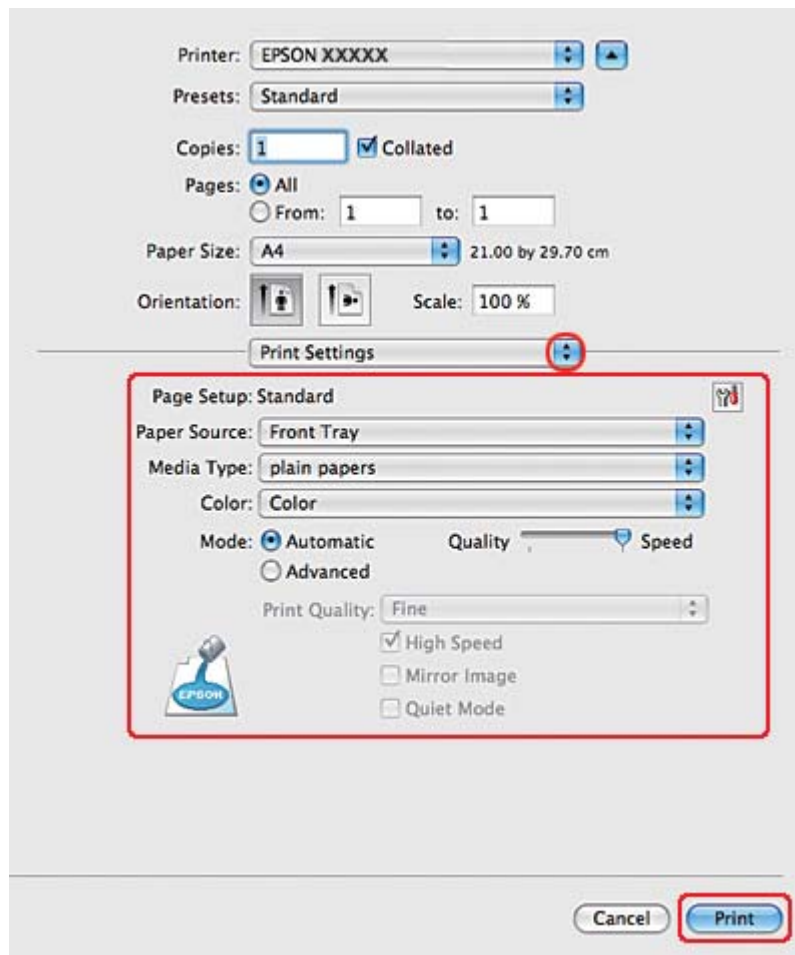 Printer: EPSON XXXXX
Presets: Standard
Copies: 1 Collated
Pages: All
From: 1 to: 1
Paper Size: A4 21.00 by 29.70 cm
Orientation: Scale: 100 %
Print Settings
Page Setup: Standard
Paper Source: Front Tray
Media Type: plain papers
Color: Color
Mode: Automatic Quality Speed
Advanced
Print Quality: Fine
High Speed
Mirror Image
EPSON Quiet Mode
Cancel Print